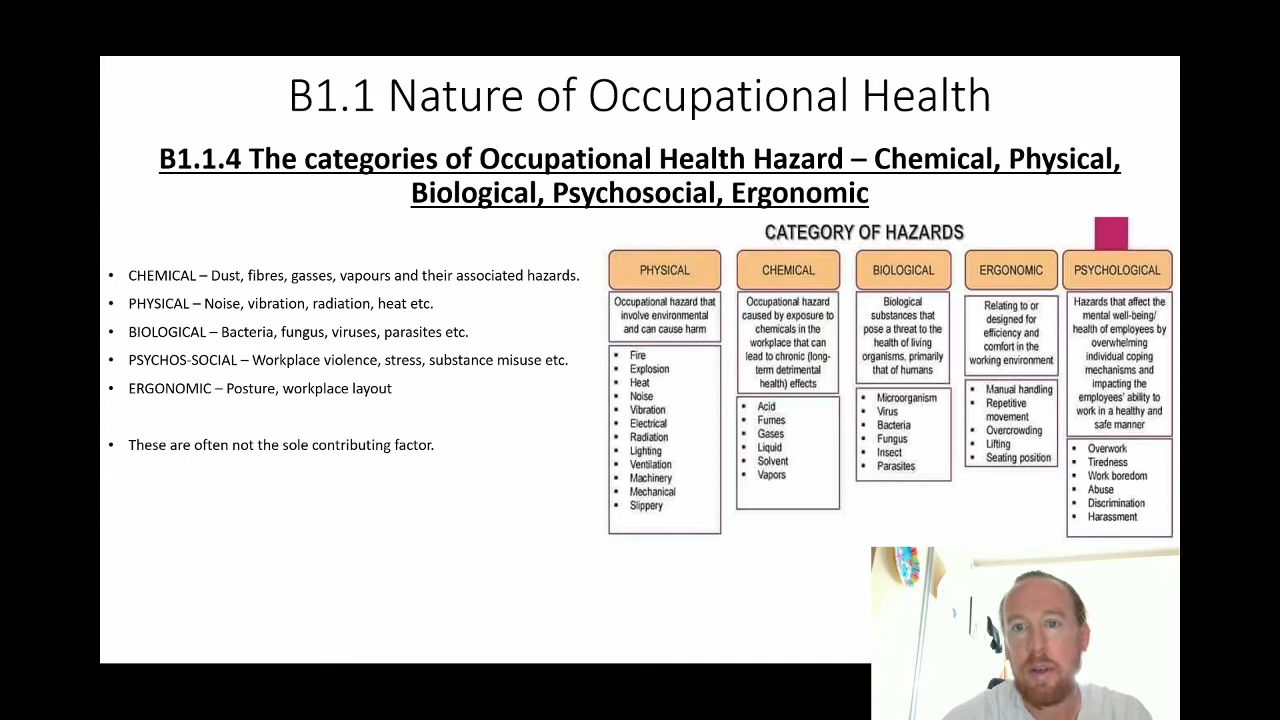 B1.1 Nature of Occupational Health
B1.1.4 The categories of Occupational Health Hazard – Chemical, Physical,
Biological, Psychosocial, Ergonomic
• CHEMICAL – Dust, fibres, gasses, vapours and their associated hazards.
• PHYSICAL – Noise, vibration, radiation, heat etc.
• BIOLOGICAL – Bacteria, fungus, viruses, parasites etc.
• PSYCHOS-SOCIAL – Workplace violence, stress, substance misuse etc.
• ERGONOMIC – Posture, workplace layout
• These are often not the sole contributing factor.
CATEGORY OF HAZARDS
PHYSICAL
Occupational hazard that
involve environmental
and can cause harm
▪ Fire
▪ Explosion
▪ Heat
▪ Noise
▪ Vibration
▪ Electrical
▪ Radiation
▪ Lighting
▪ Ventilation
▪ Machinery
▪ Mechanical
▪ Slippery
CHEMICAL
Occupational hazard
caused by exposure to
chemicals in the
workplace that can
lead to chronic (long-
term detrimental
health) effects
▪ Acid
▪ Fumes
▪ Gases
▪ Liquid
▪ Solvent
▪ Vapors
BIOLOGICAL
Biological
substances that
pose a threat to the
health of living
organisms, primarily
that of humans
▪ Microorganism
▪ Virus
▪ Bacteria
▪ Fungus
▪ Insect
▪ Parasites
ERGONOMIC
Relating to or
designed for
efficiency and
comfort in the
working environment
▪ Manual handling
▪ Repetitive
movement
▪ Overcrowding
▪ Lifting
▪ Seating position
PSYCHOLOGICAL
Hazards that affect the
mental well-being/
health of employees by
overwhelming
individual coping
mechanisms and
impacting the
employees' ability to
work in a healthy and
safe manner
▪ Overwork
▪ Tiredness
▪ Work boredom
▪ Abuse
▪ Discrimination
▪ Harassment